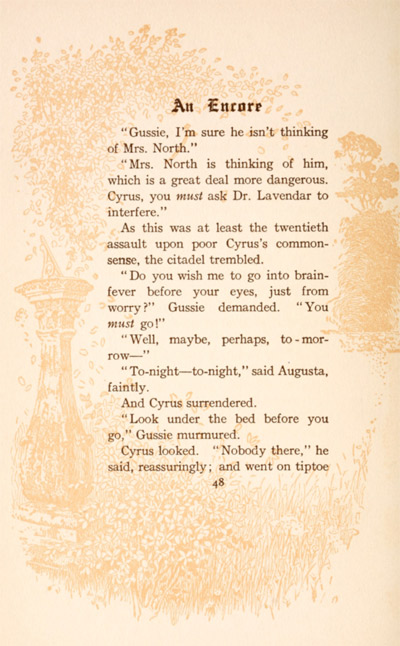 An Encore
"Gussie, I'm sure he isn't thinking
of Mrs. North."
"Mrs. North is thinking of him,
which is a great deal more dangerous.
Cyrus, you must ask Dr. Lavendar to
interfere."
As this was at least the twentieth
assault upon poor Cyrus's common-
sense, the citadel trembled.
"Do you wish me to go into brain-
fever before your eyes, just from
worry?" Gussie demanded. "You
must go!"
"Well, maybe, perhaps, to-mor-
row—"
"To-night—to-night," said Augusta,
faintly.
And Cyrus surrendered.
"Look under the bed before you
go," Gussie murmured.
Cyrus looked. "Nobody there," he
said, reassuringly; and went on tiptoe
48